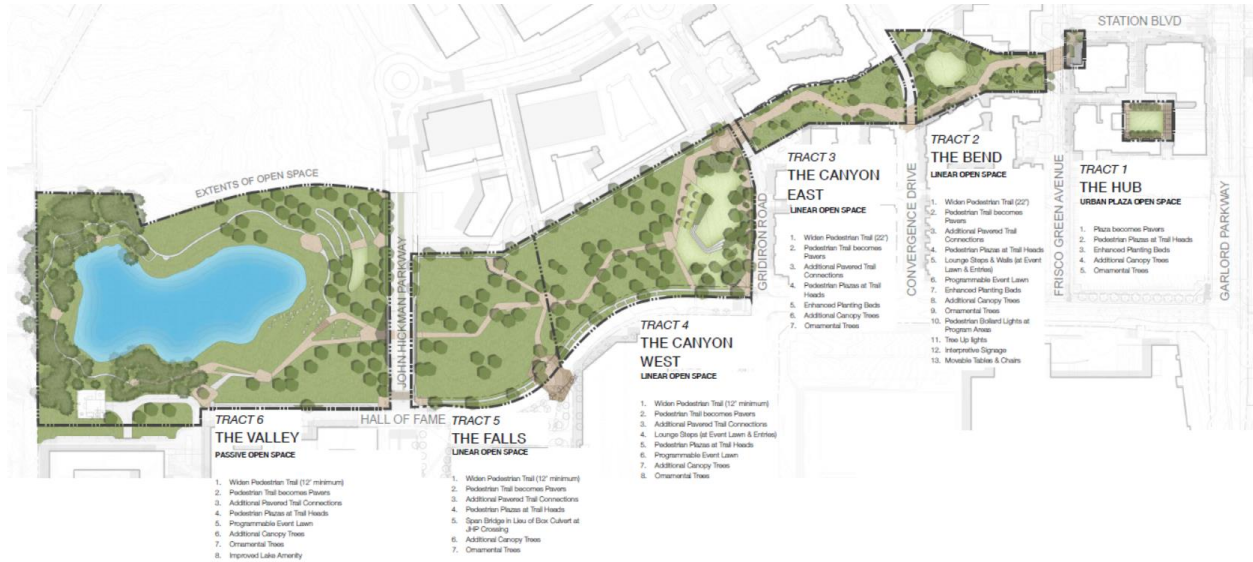 STATION BLVD
EXTENTS OF OPEN SPACE
JOHN HICKMAN PARKWAY
HALL OF FAME
GRIDIRON ROAD
CONVERGENCE DRIVE
FRISCO GREEN AVENUE
GARLORD PARKWAY
TRACT 1
THE HUB
URBAN PLAZA OPEN SPACE
1. Plaza becomes Pavers
2. Pedestrian Plazas at Trail Heads
3. Enhanced Planting Beds
4. Additional Canopy Trees
5. Ornamental Trees
TRACT 2
THE BEND
LINEAR OPEN SPACE
1. Widen Pedestrian Trail (22')
2. Pedestrian Trail becomes
Pavers
3. Additional Pavered Trail
Connections
4. Pedestrian Plazas at Trail Heads
5. Lounge Steps & Walls (at Event
Lawn & Entries)
6. Programmable Event Lawn
7. Enhanced Planting Beds
8. Additional Canopy Trees
9. Ornamental Trees
10. Pedestrian Bollard Lights at
Program Areas
11. Tree Up lights
12. Interpretive Signage
13. Movable Tables & Chairs
TRACT 3
THE CANYON
EAST
LINEAR OPEN SPACE
1. Widen Pedestrian Trail (22')
2. Pedestrian Trail becomes
Pavers
3. Additional Pavered Trail
Connections
4. Pedestrian Plazas at Trail
Heads
5. Enhanced Planting Beds
6. Additional Canopy Trees
7. Ornamental Trees
TRACT 4
THE CANYON
WEST
LINEAR OPEN SPACE
1. Widen Pedestrian Trail (12' minimum)
2. Pedestrian Trail becomes Pavers
3. Additional Pavered Trail Connections
4. Lounge Steps (at Event Lawn & Entries)
5. Pedestrian Plazas at Trail Heads
6. Programmable Event Lawn
7. Additional Canopy Trees
8. Ornamental Trees
TRACT 5
THE FALLS
LINEAR OPEN SPACE
1. Widen Pedestrian Trail (12' minimum)
2. Pedestrian Trail becomes Pavers
3. Additional Pavered Trail Connections
4. Pedestrian Plazas at Trail Heads
5. Span Bridge in Lieu of Box Culvert at
JHP Crossing
6. Additional Canopy Trees
7. Ornamental Trees
TRACT 6
THE VALLEY
PASSIVE OPEN SPACE
1. Widen Pedestrian Trail (12' minimum)
2. Pedestrian Trail becomes Pavers
3. Additional Pavered Trail Connections
4. Pedestrian Plazas at Trail Heads
5. Programmable Event Lawn
6. Additional Canopy Trees
7. Ornamental Trees
8. Improved Lake Amenity